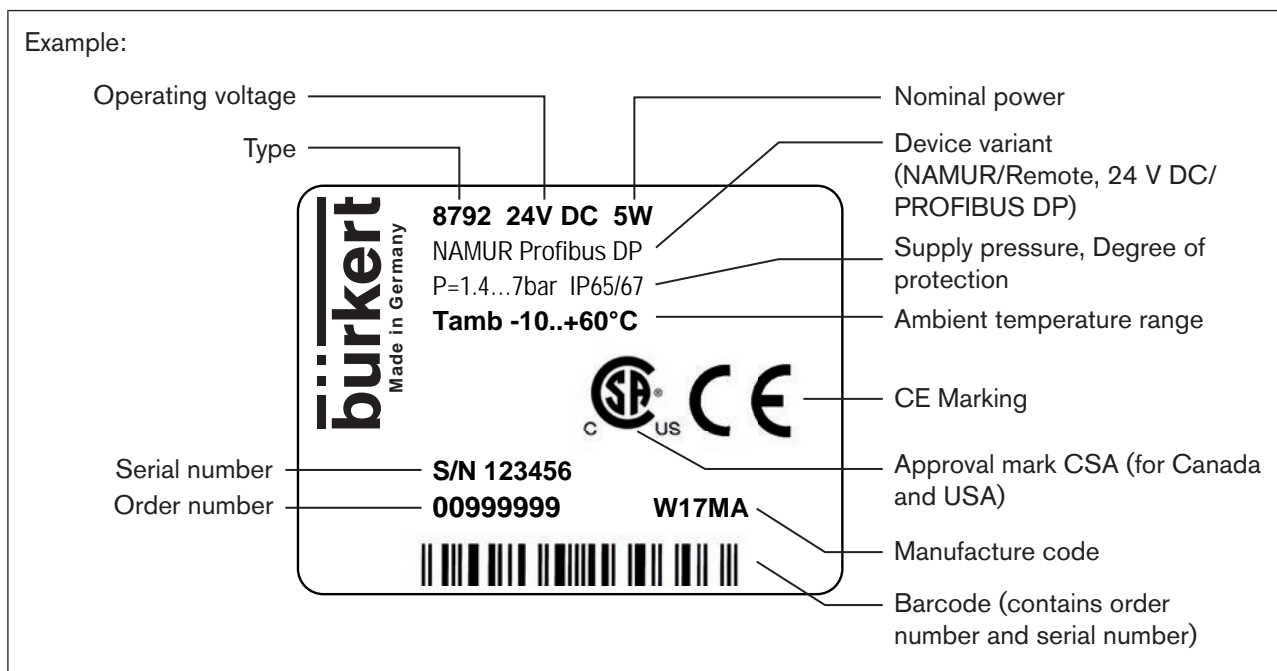 Example:
Operating voltage
Type
Nominal power
Device variant
(NAMUR/Remote, 24 V DC/
PROFIBUS DP)
Supply pressure, Degree of
protection
Ambient temperature range
CE Marking
Approval mark CSA (for Canada
and USA)
Manufacture code
Barcode (contains order
number and serial number)
Serial number
Order number
bürkert
Made in Germany
8792 24V DC 5W
NAMUR Profibus DP
P=1.4...7bar IP65/67
Tamb -10..+60°C
C SA ® US CE
S/N 123456
00999999 W17MA